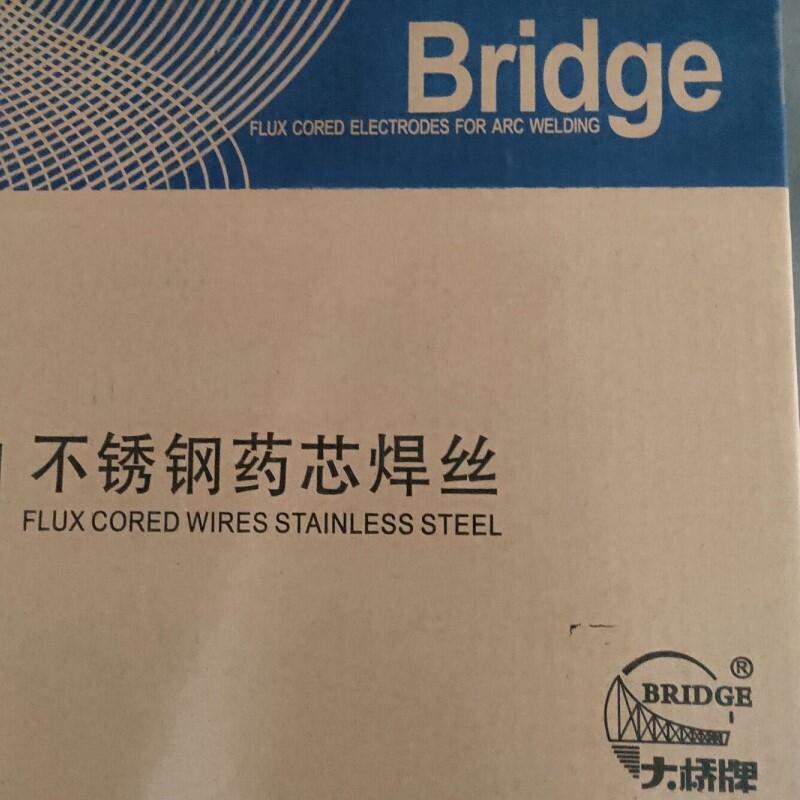 Bridge
FLUX CORED ELECTRODES FOR ARC WELDING
不锈钢药芯焊丝
FLUX CORED WIRES STAINLESS STEEL
®
BRIDGE
大桥牌